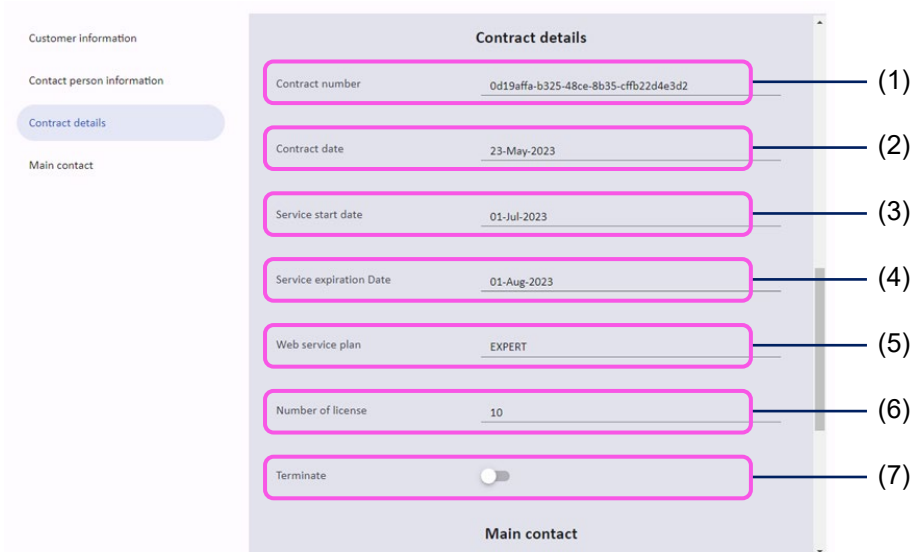 Customer information
Contact person information
Contract details
Main contact
Contract details
Contract number 0d19affa-b325-48ce-8b35-cffb22d4e3d2 (1)
Contract date 23-May-2023 (2)
Service start date 01-Jul-2023 (3)
Service expiration Date 01-Aug-2023 (4)
Web service plan EXPERT (5)
Number of license 10 (6)
Terminate (7)
Main contact